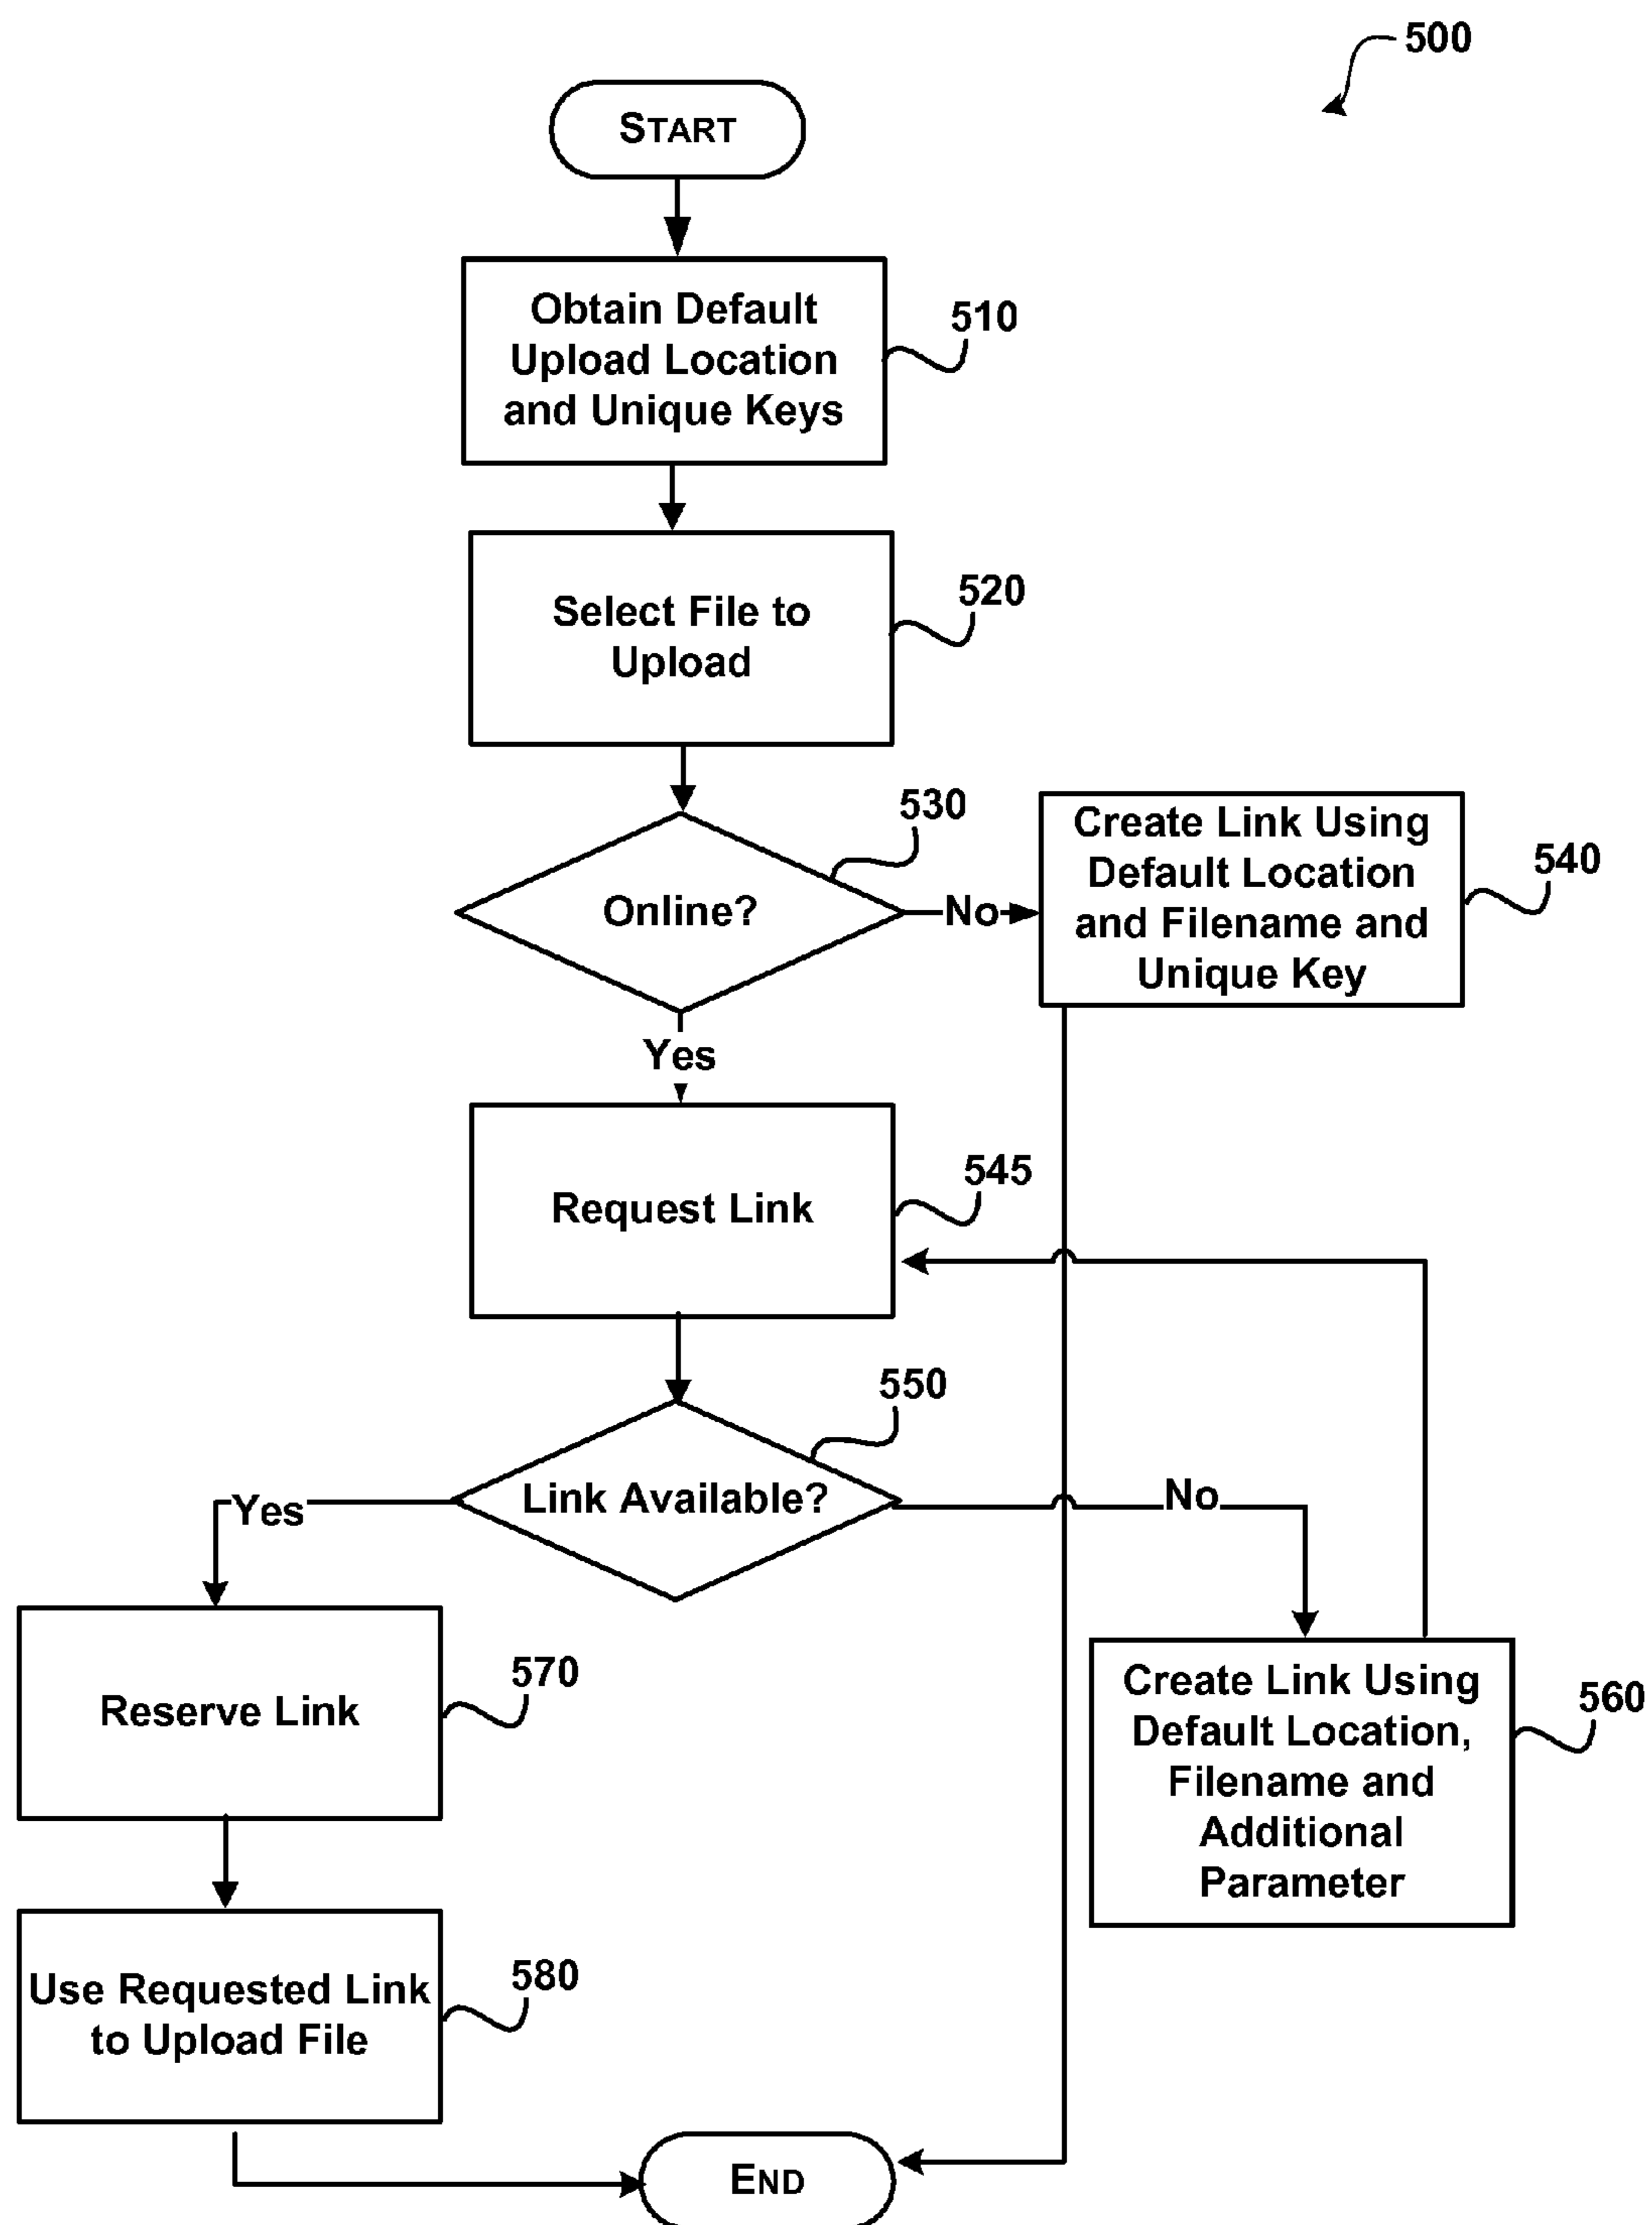 500
START
Obtain Default
Upload Location
and Unique Keys
510
Select File to
Upload
520
530
Online?
No
Create Link Using
Default Location
and Filename and
Unique Key
540
Yes
Request Link
545
550
Link Available?
Yes
No
Reserve Link
570
Create Link Using
Default Location,
Filename and
Additional
Parameter
560
Use Requested Link
to Upload File
580
END